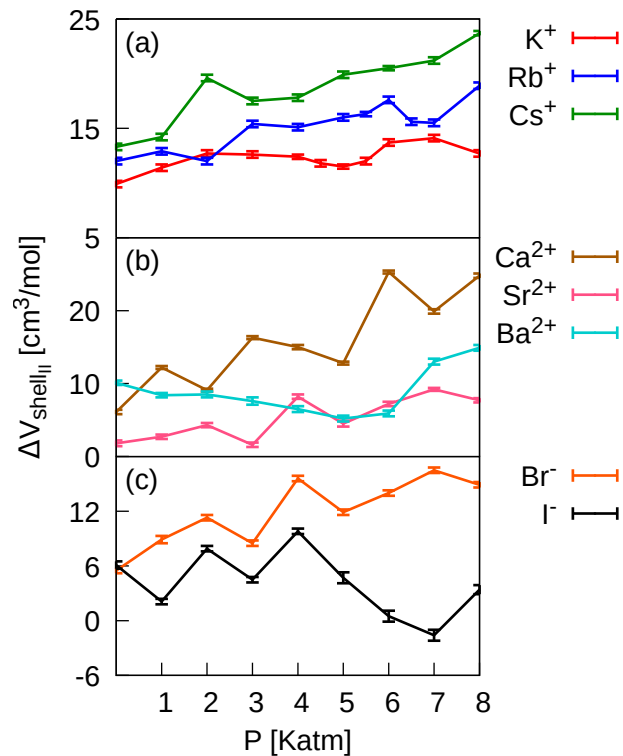 25
15
5
(a)
K⁺
Rb⁺
Cs⁺
20
10
0
(b)
Ca²⁺
Sr²⁺
Ba²⁺
ΔV_shell_II [cm³/mol]
12
6
0
-6
(c)
Br⁻
I⁻
1 2 3 4 5 6 7 8
P [Katm]